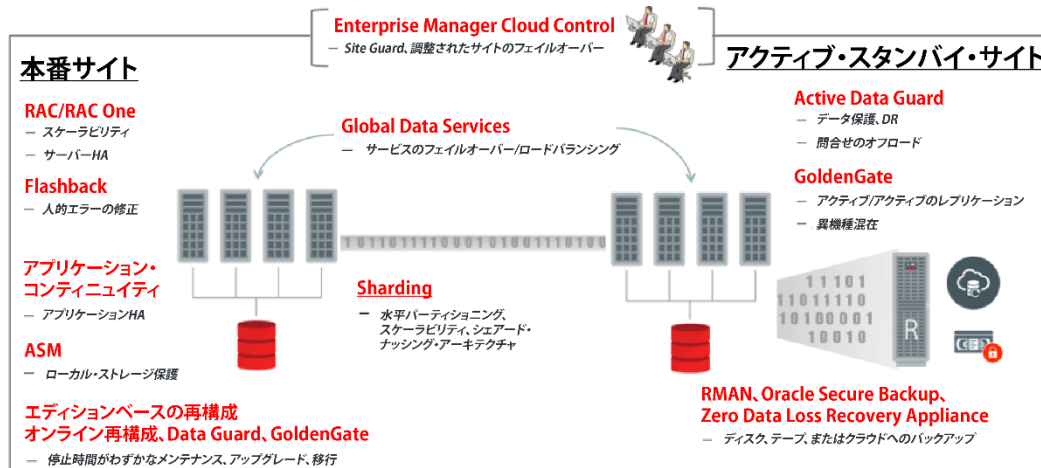 Enterprise Manager Cloud Control
– Site Guard、調整されたサイトのフェイルオーバー
本番サイト
アクティブ・スタンバイ・サイト
RAC/RAC One
– スケーラビリティ
– サーバーHA
Flashback
– 人的エラーの修正
アプリケーション・
コンティニュイティ
– アプリケーションHA
ASM
– ローカル・ストレージ保護
エディションベースの再構成
オンライン再構成、Data Guard、GoldenGate
– 停止時間がわずかなメンテナンス、アップグレード、移行
Global Data Services
– サービスのフェイルオーバー/ロードバランシング
1011011110001010011110100
Sharding
– 水平パーティショニング、
スケーラビリティ、シェアード・
ナッシング・アーキテクチャ
Active Data Guard
– データ保護、DR
– 問合せのオフロード
GoldenGate
– アクティブ/アクティブのレプリケーション
– 異機種混在
11101
11011110
10100001
10010
R
RMAN、Oracle Secure Backup、
Zero Data Loss Recovery Appliance
– ディスク、テープ、またはクラウドへのバックアップ